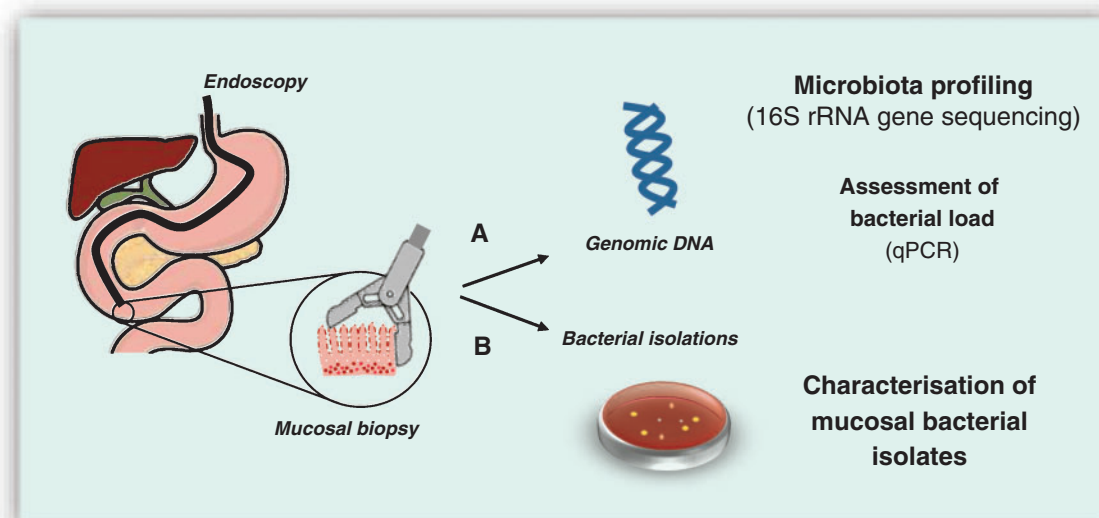 Endoscopy
Mucosal biopsy
A
B
Genomic DNA
Bacterial isolations
Microbiota profiling
(16S rRNA gene sequencing)
Assessment of
bacterial load
(qPCR)
Characterisation of
mucosal bacterial
isolates